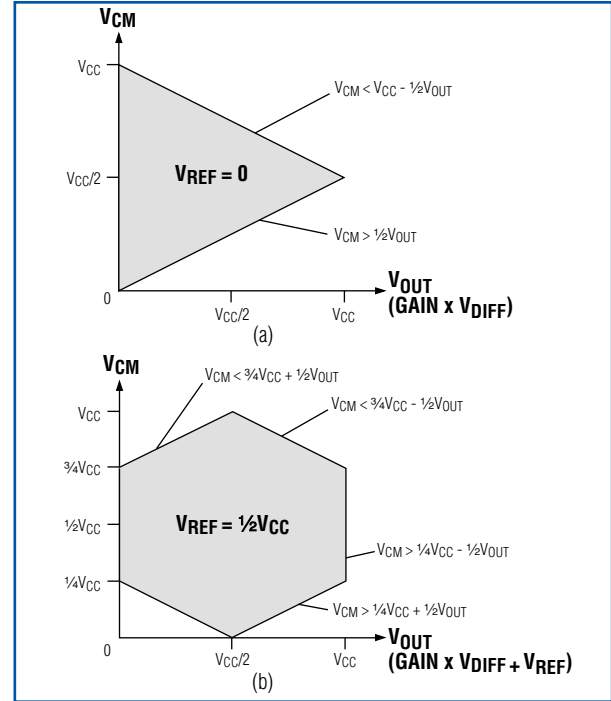 VCM
VCC
VCM < VCC - ½VOUT
VCC/2
VREF = 0
VCM > ½VOUT
0
VCC/2
VCC
VOUT
(GAIN x VDIFF)
(a)
VCM
VCM < ¾VCC + ½VOUT
VCM < ¾VCC - ½VOUT
VCC
¾VCC
½VCC
VREF = ½VCC
VCM > ¼VCC - ½VOUT
¼VCC
VCM > ¼VCC + ½VOUT
0
VCC/2
VCC
VOUT
(GAIN x VDIFF + VREF)
(b)